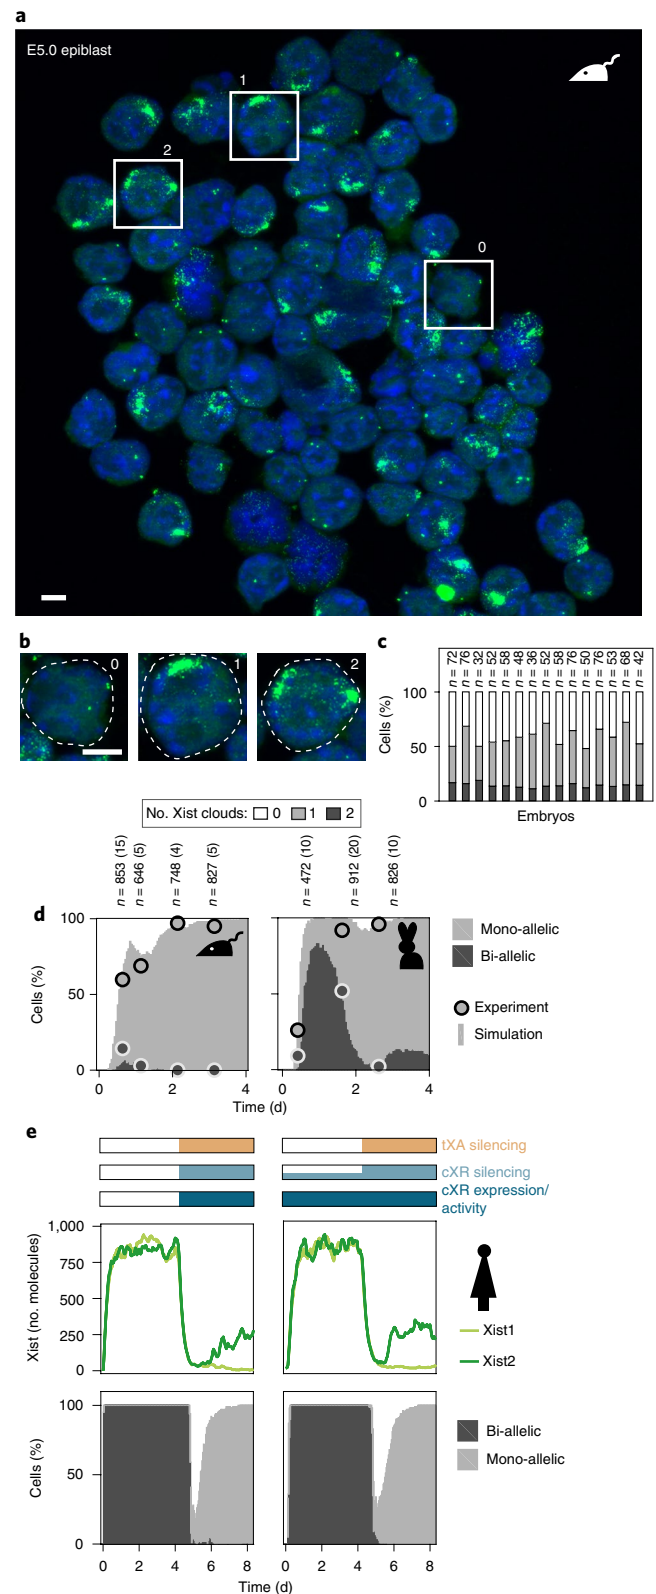 a
E5.0 epiblast
1
2
0
b
0
1
2
c
n = 72
n = 76
n = 32
n = 52
n = 58
n = 48
n = 36
n = 52
n = 58
n = 76
n = 50
n = 76
n = 53
n = 68
n = 42
100
50
0
Cells (%)
Embryos
No. Xist clouds: 0 1 2
n = 853 (15)
n = 646 (5)
n = 748 (4)
n = 827 (5)
n = 472 (10)
n = 912 (20)
n = 826 (10)
d
100
50
0
Cells (%)
0 2 4
0 2 4
Time (d)
Mono-allelic
Bi-allelic
Experiment
Simulation
e
tXA silencing
cXR silencing
cXR expression/
activity
1,000
750
500
250
0
Xist (no. molecules)
Xist1
Xist2
100
50
0
Cells (%)
Bi-allelic
Mono-allelic
0 2 4 6 8
0 2 4 6 8
Time (d)